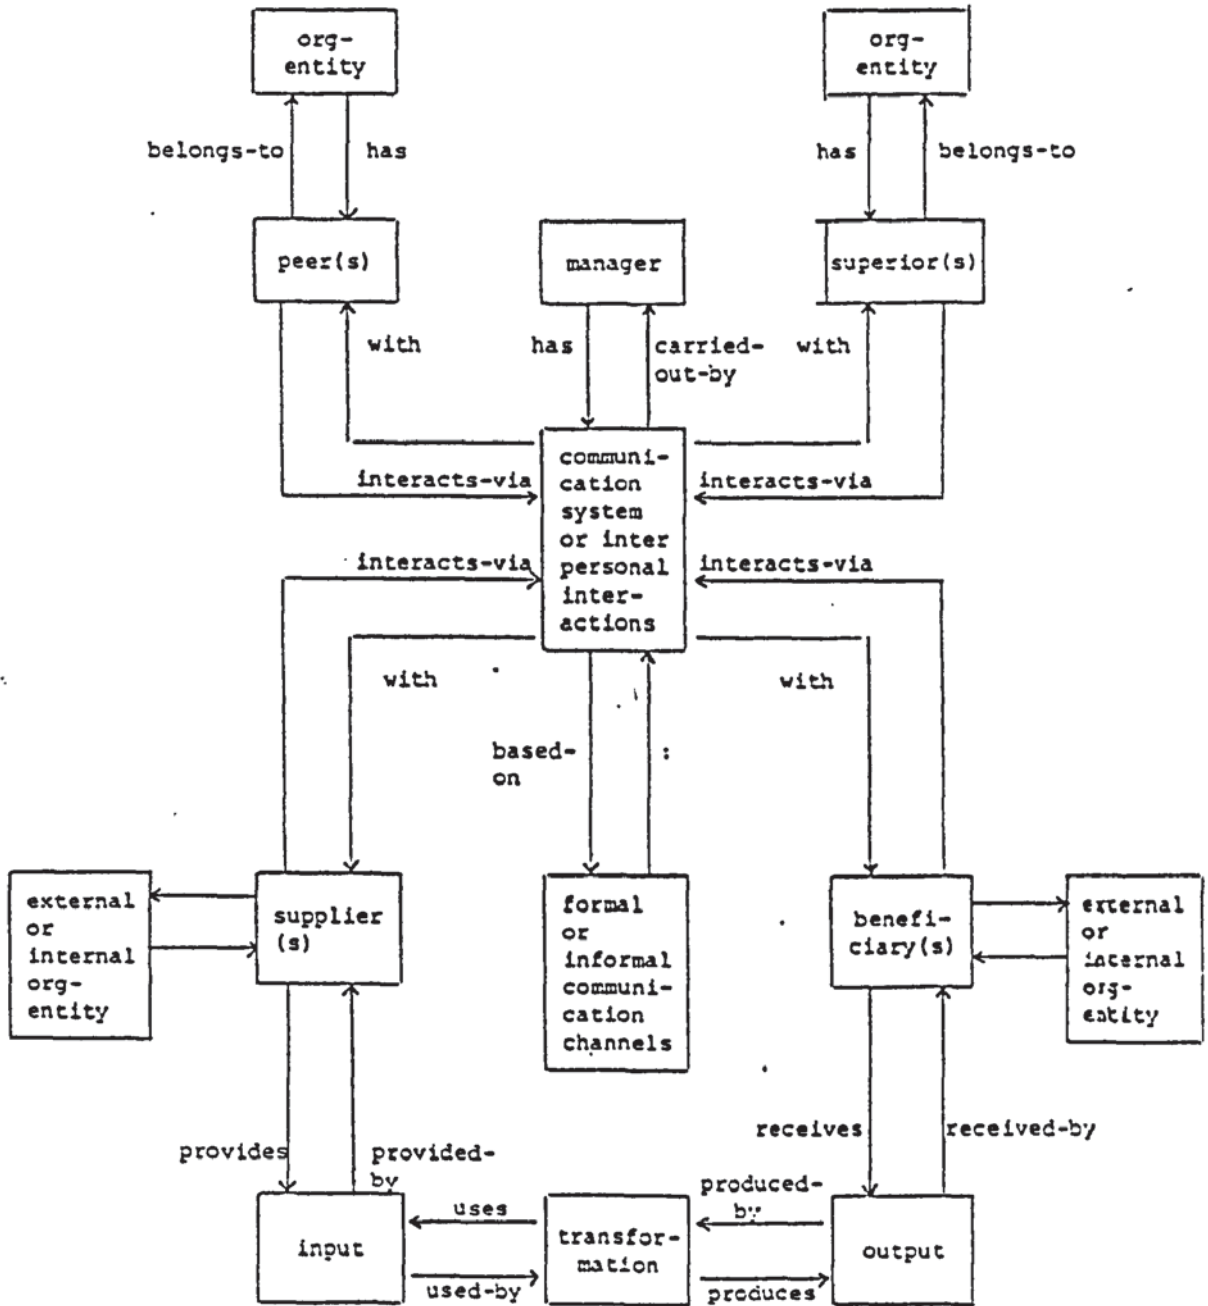 org-
entity
org-
entity
belongs-to
has
has
belongs-to
peer(s)
manager
superior(s)
with
has
carried-
out-by
with
communi-
cation
system
or inter
personal
inter-
actions
interacts-via
interacts-via
interacts-via
interacts-via
with
with
based-
on
:
external
or
internal
org-
entity
supplier
(s)
formal
or
informal
communi-
cation
channels
benefi-
ciary(s)
external
or
internal
org-
entity
provides
provided-
by
receives
received-by
uses
produced-
by
input
transfor-
mation
output
used-by
produces